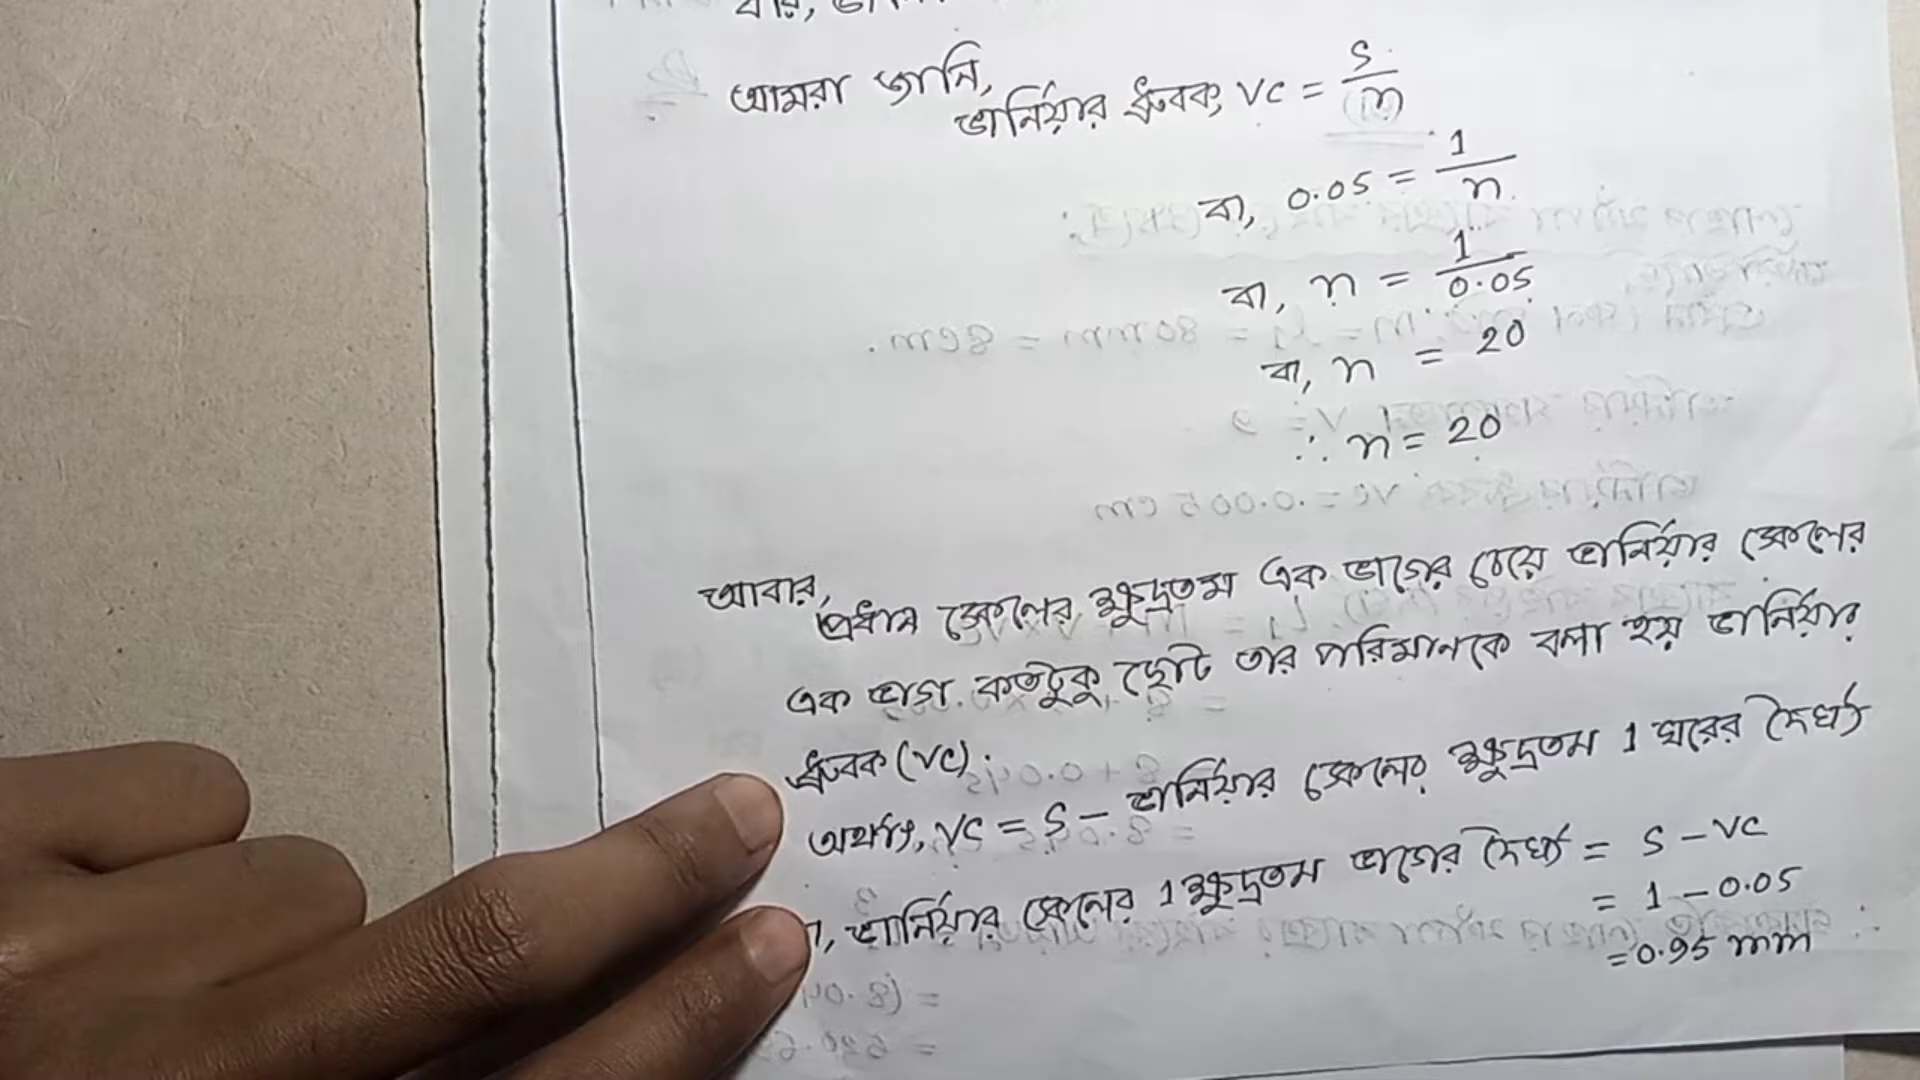 আমরা জানি,
ভার্নিয়ার ধ্রুবক, VC = S/n
বা, 0.05 = 1/n
বা, n = 1/0.05
বা, n = 20
∴ n = 20
আবার,
প্রধান স্কেলের ক্ষুদ্রতম এক ভাগের চেয়ে ভার্নিয়ার স্কেলের
এক ভাগ কতটুকু ছোট তার পরিমানকে বলা হয় ভার্নিয়ার
ধ্রুবক (VC).
অর্থাৎ, VC = S – ভার্নিয়ার স্কেলের ক্ষুদ্রতম 1 ঘরের দৈর্ঘ্য
ভার্নিয়ার স্কেলের 1 ক্ষুদ্রতম ভাগের দৈর্ঘ্য = S – VC
= 1 – 0.05
= 0.95 mm